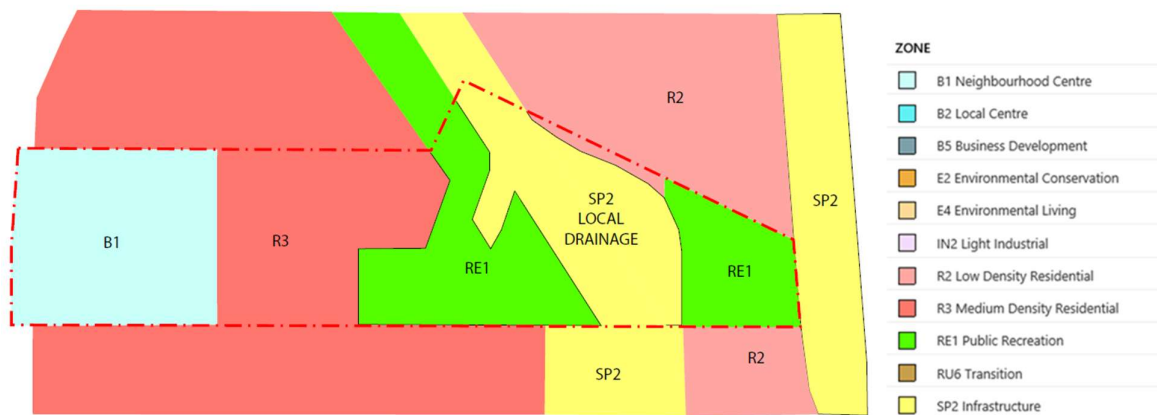 R2
SP2
SP2
LOCAL
DRAINAGE
B1
R3
RE1
RE1
SP2
R2
ZONE
B1 Neighbourhood Centre
B2 Local Centre
B5 Business Development
E2 Environmental Conservation
E4 Environmental Living
IN2 Light Industrial
R2 Low Density Residential
R3 Medium Density Residential
RE1 Public Recreation
RU6 Transition
SP2 Infrastructure